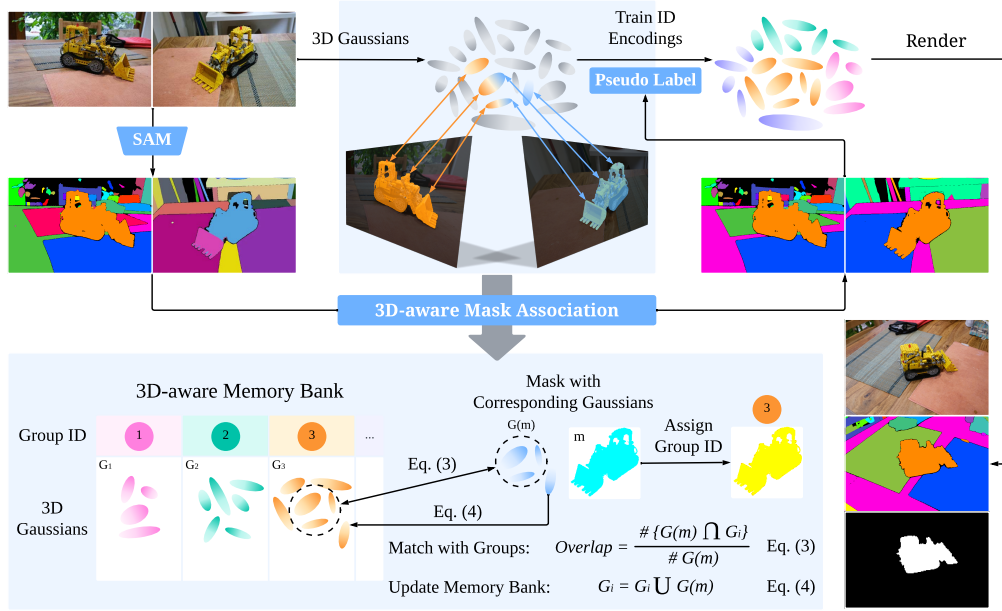 3D Gaussians
Train ID
Encodings
Render
Pseudo Label
SAM
3D-aware Mask Association
3D-aware Memory Bank
Mask with
Corresponding Gaussians
Group ID
1
2
3
...
G(m)
m
Assign
Group ID
3
3D
Gaussians
G1
G2
G3
Eq. (3)
Eq. (4)
Match with Groups: Overlap = # {G(m) ⋂ Gi} / # G(m) Eq. (3)
Update Memory Bank: Gi = Gi ⋃ G(m) Eq. (4)